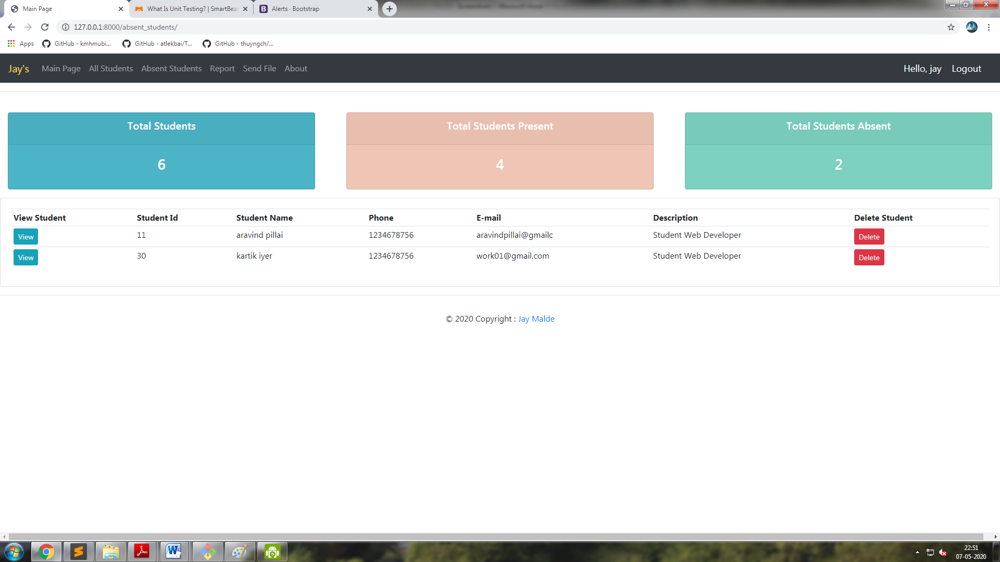 Main Page
What Is Unit Testing? | SmartBea
Alerts · Bootstrap
127.0.0.1:8000/absent_students/
Apps
GitHub - kmhmubi...
GitHub - atlekbai/T...
GitHub - thuyngch/...
Jay's Main Page All Students Absent Students Report Send File About Hello, jay Logout
Total Students
6
Total Students Present
4
Total Students Absent
2
View Student Student Id Student Name Phone E-mail Description Delete Student
View 11 aravind pillai 1234678756 aravindpillai@gmailc Student Web Developer Delete
View 30 kartik iyer 1234678756 work01@gmail.com Student Web Developer Delete
© 2020 Copyright : Jay Malde
22:51
07-05-2020